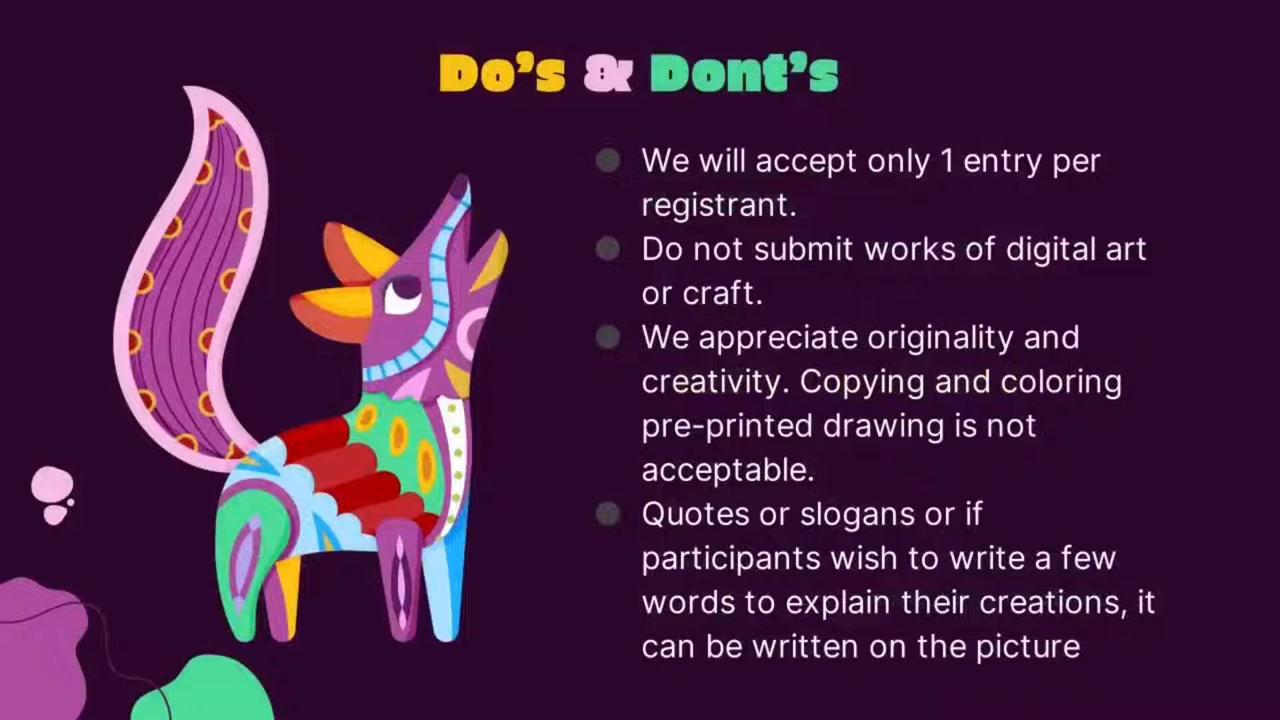 Do's & Dont's
We will accept only 1 entry per
registrant.
Do not submit works of digital art
or craft.
We appreciate originality and
creativity. Copying and coloring
pre-printed drawing is not
acceptable.
Quotes or slogans or if
participants wish to write a few
words to explain their creations, it
can be written on the picture